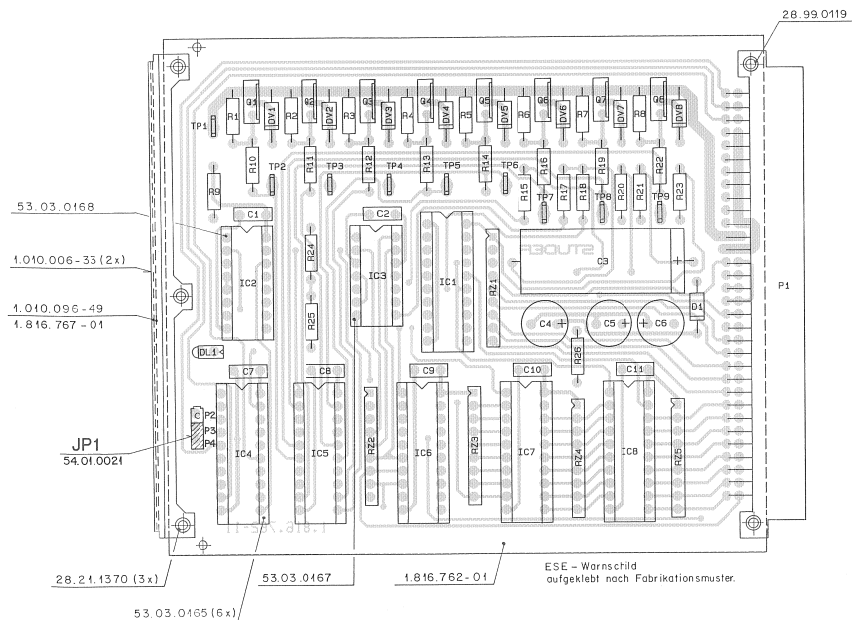 28.99.0119
R1 Q1 DV1 R2 Q2 DV2 R3 Q3 DV3 R4 Q4 DV4 R5 Q5 DV5 R6 Q6 DV6 R7 Q7 DV7 R8 Q8 DV8
TP1
R10 TP2 R11 TP3 R12 TP4 R13 TP5 R14 TP6 R16 R19 R22
R9 R15 TP7 R17 R18 TP8 R20 R21 TP9 R23
53.03.0168
C1 C2
1.010.006-33 (2x)
R24 STUDER
IC2 IC3 IC1 RZ1 C3 P1
1.010.096-49
1.816.767-01
R25 C4 + C5 + + C6 D1
DL1 R26
C7 C8 C9 C10 C11
P2
P3
P4
JP1
54.01.0021
IC4 IC5 RZ2 IC6 RZ3 IC7 RZ4 IC8 RZ5
ESE – Warnschild
aufgeklebt nach Fabrikationsmuster.
28.21.1370 (3x)
53.03.0167
1.816.762-01
53.03.0165 (6x)